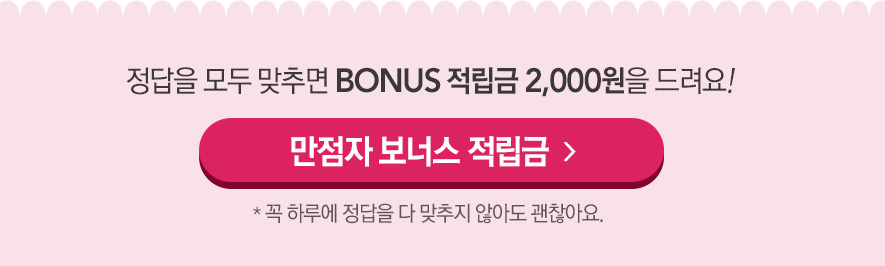 정답을 모두 맞추면 BONUS 적립금 2,000원을 드려요!
만점자 보너스 적립금 >
* 꼭 하루에 정답을 다 맞추지 않아도 괜찮아요.